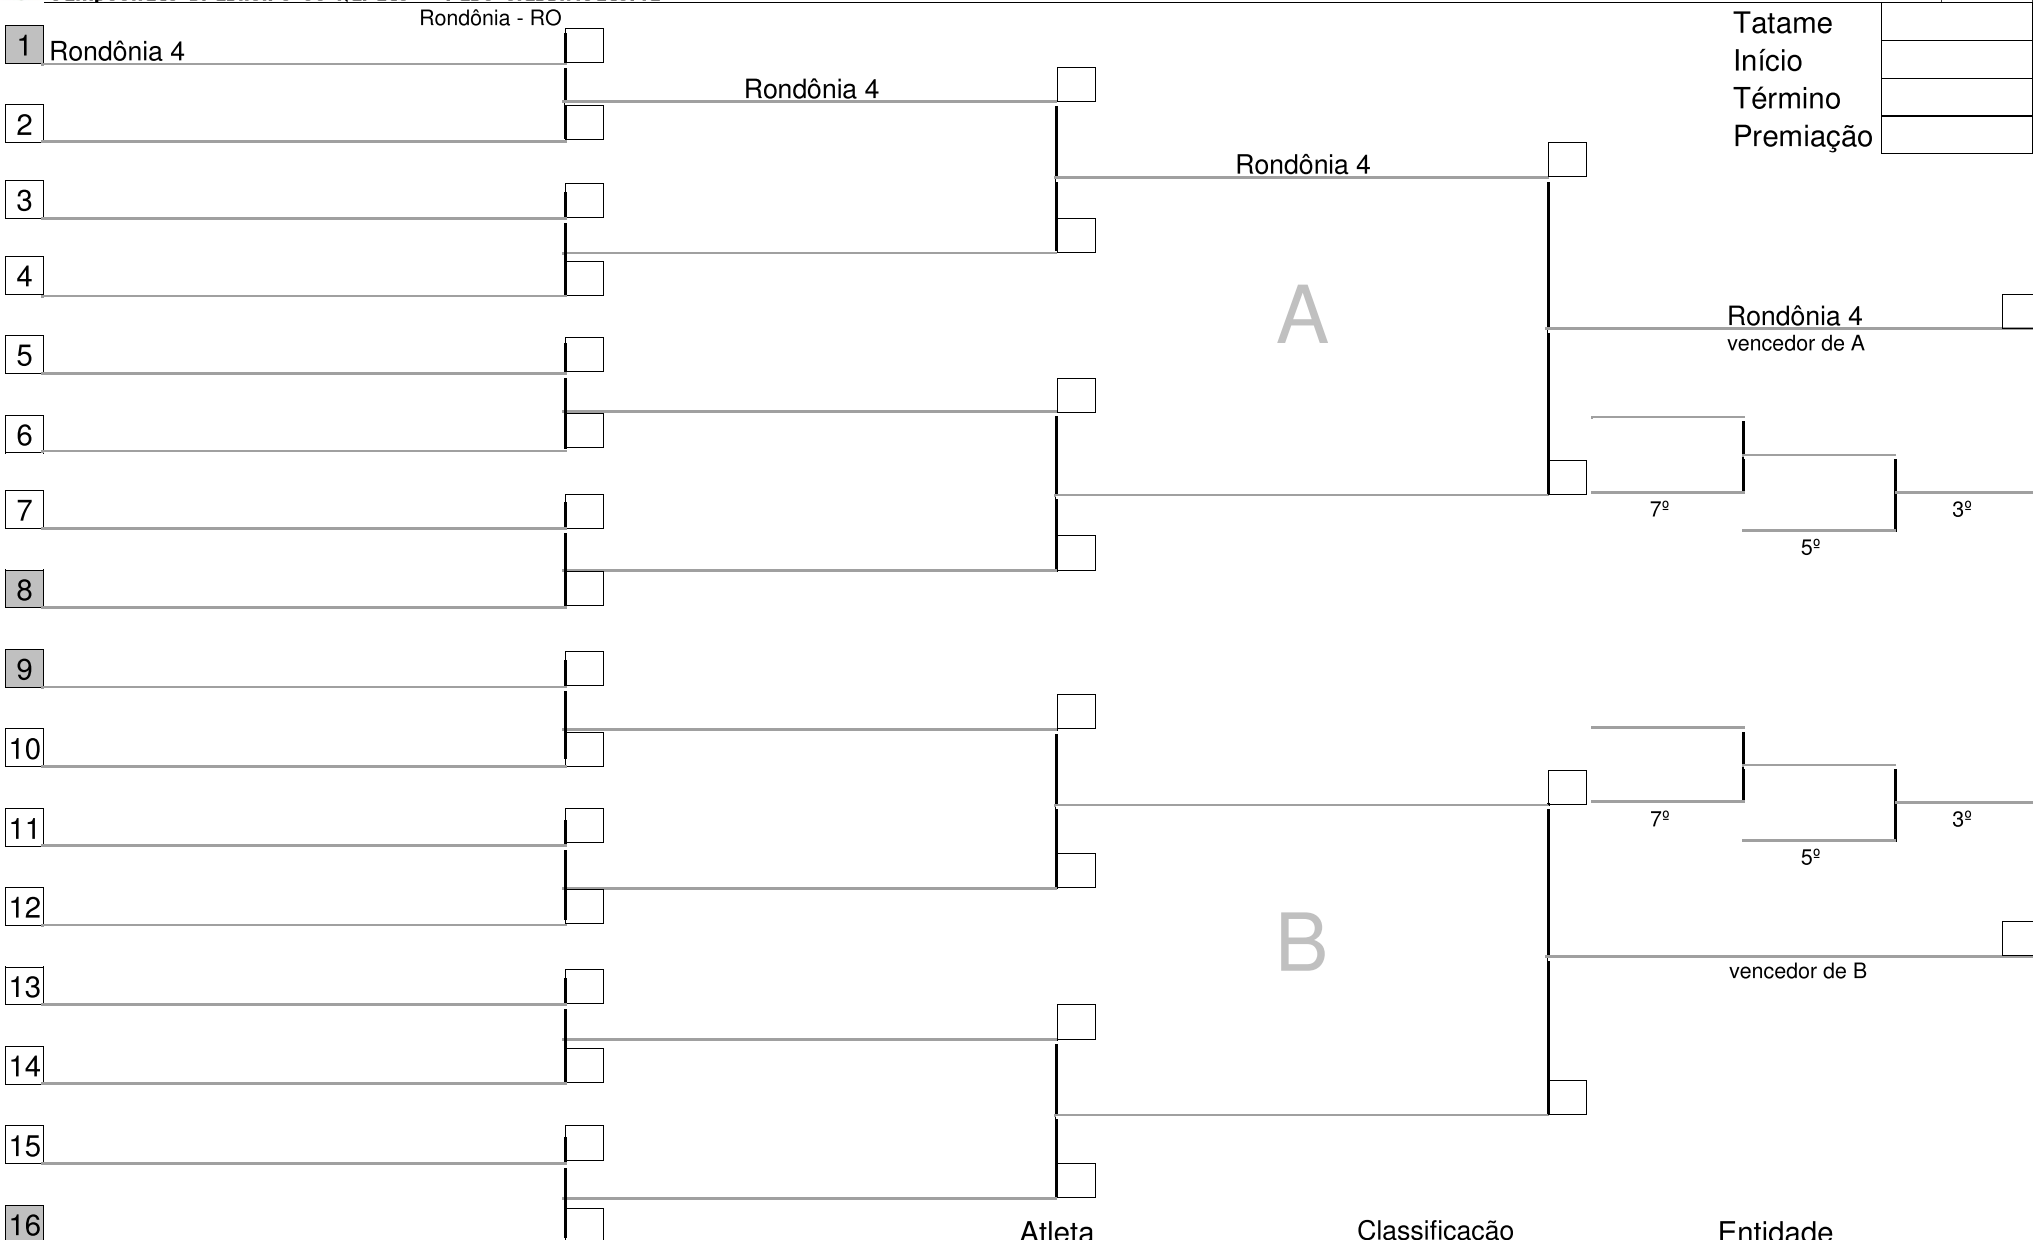 Rondônia - RO
1 Rondônia 4
2
3
4
5
6
7
8
9
10
11
12
13
14
15
16
Rondônia 4
Rondônia 4
A
B
Tatame
Início
Término
Premiação
Rondônia 4
vencedor de A
7º
5º
3º
7º
5º
3º
vencedor de B
Atleta Classificação Entidade